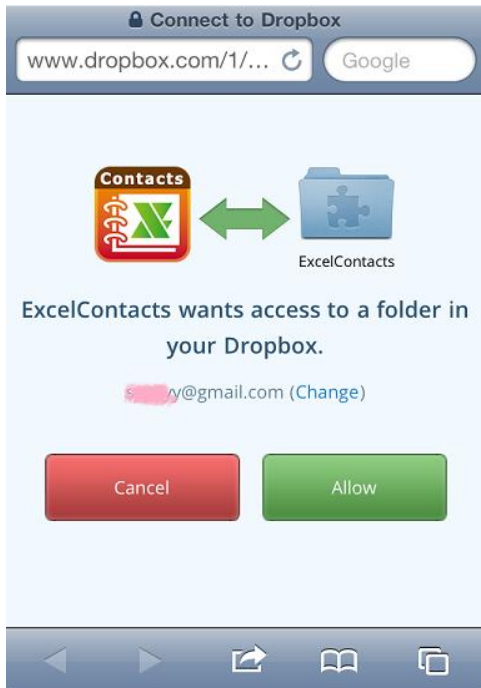 Connect to Dropbox
www.dropbox.com/1/... Google
Contacts
ExcelContacts
ExcelContacts wants access to a folder in
your Dropbox.
y@gmail.com (Change)
Cancel Allow